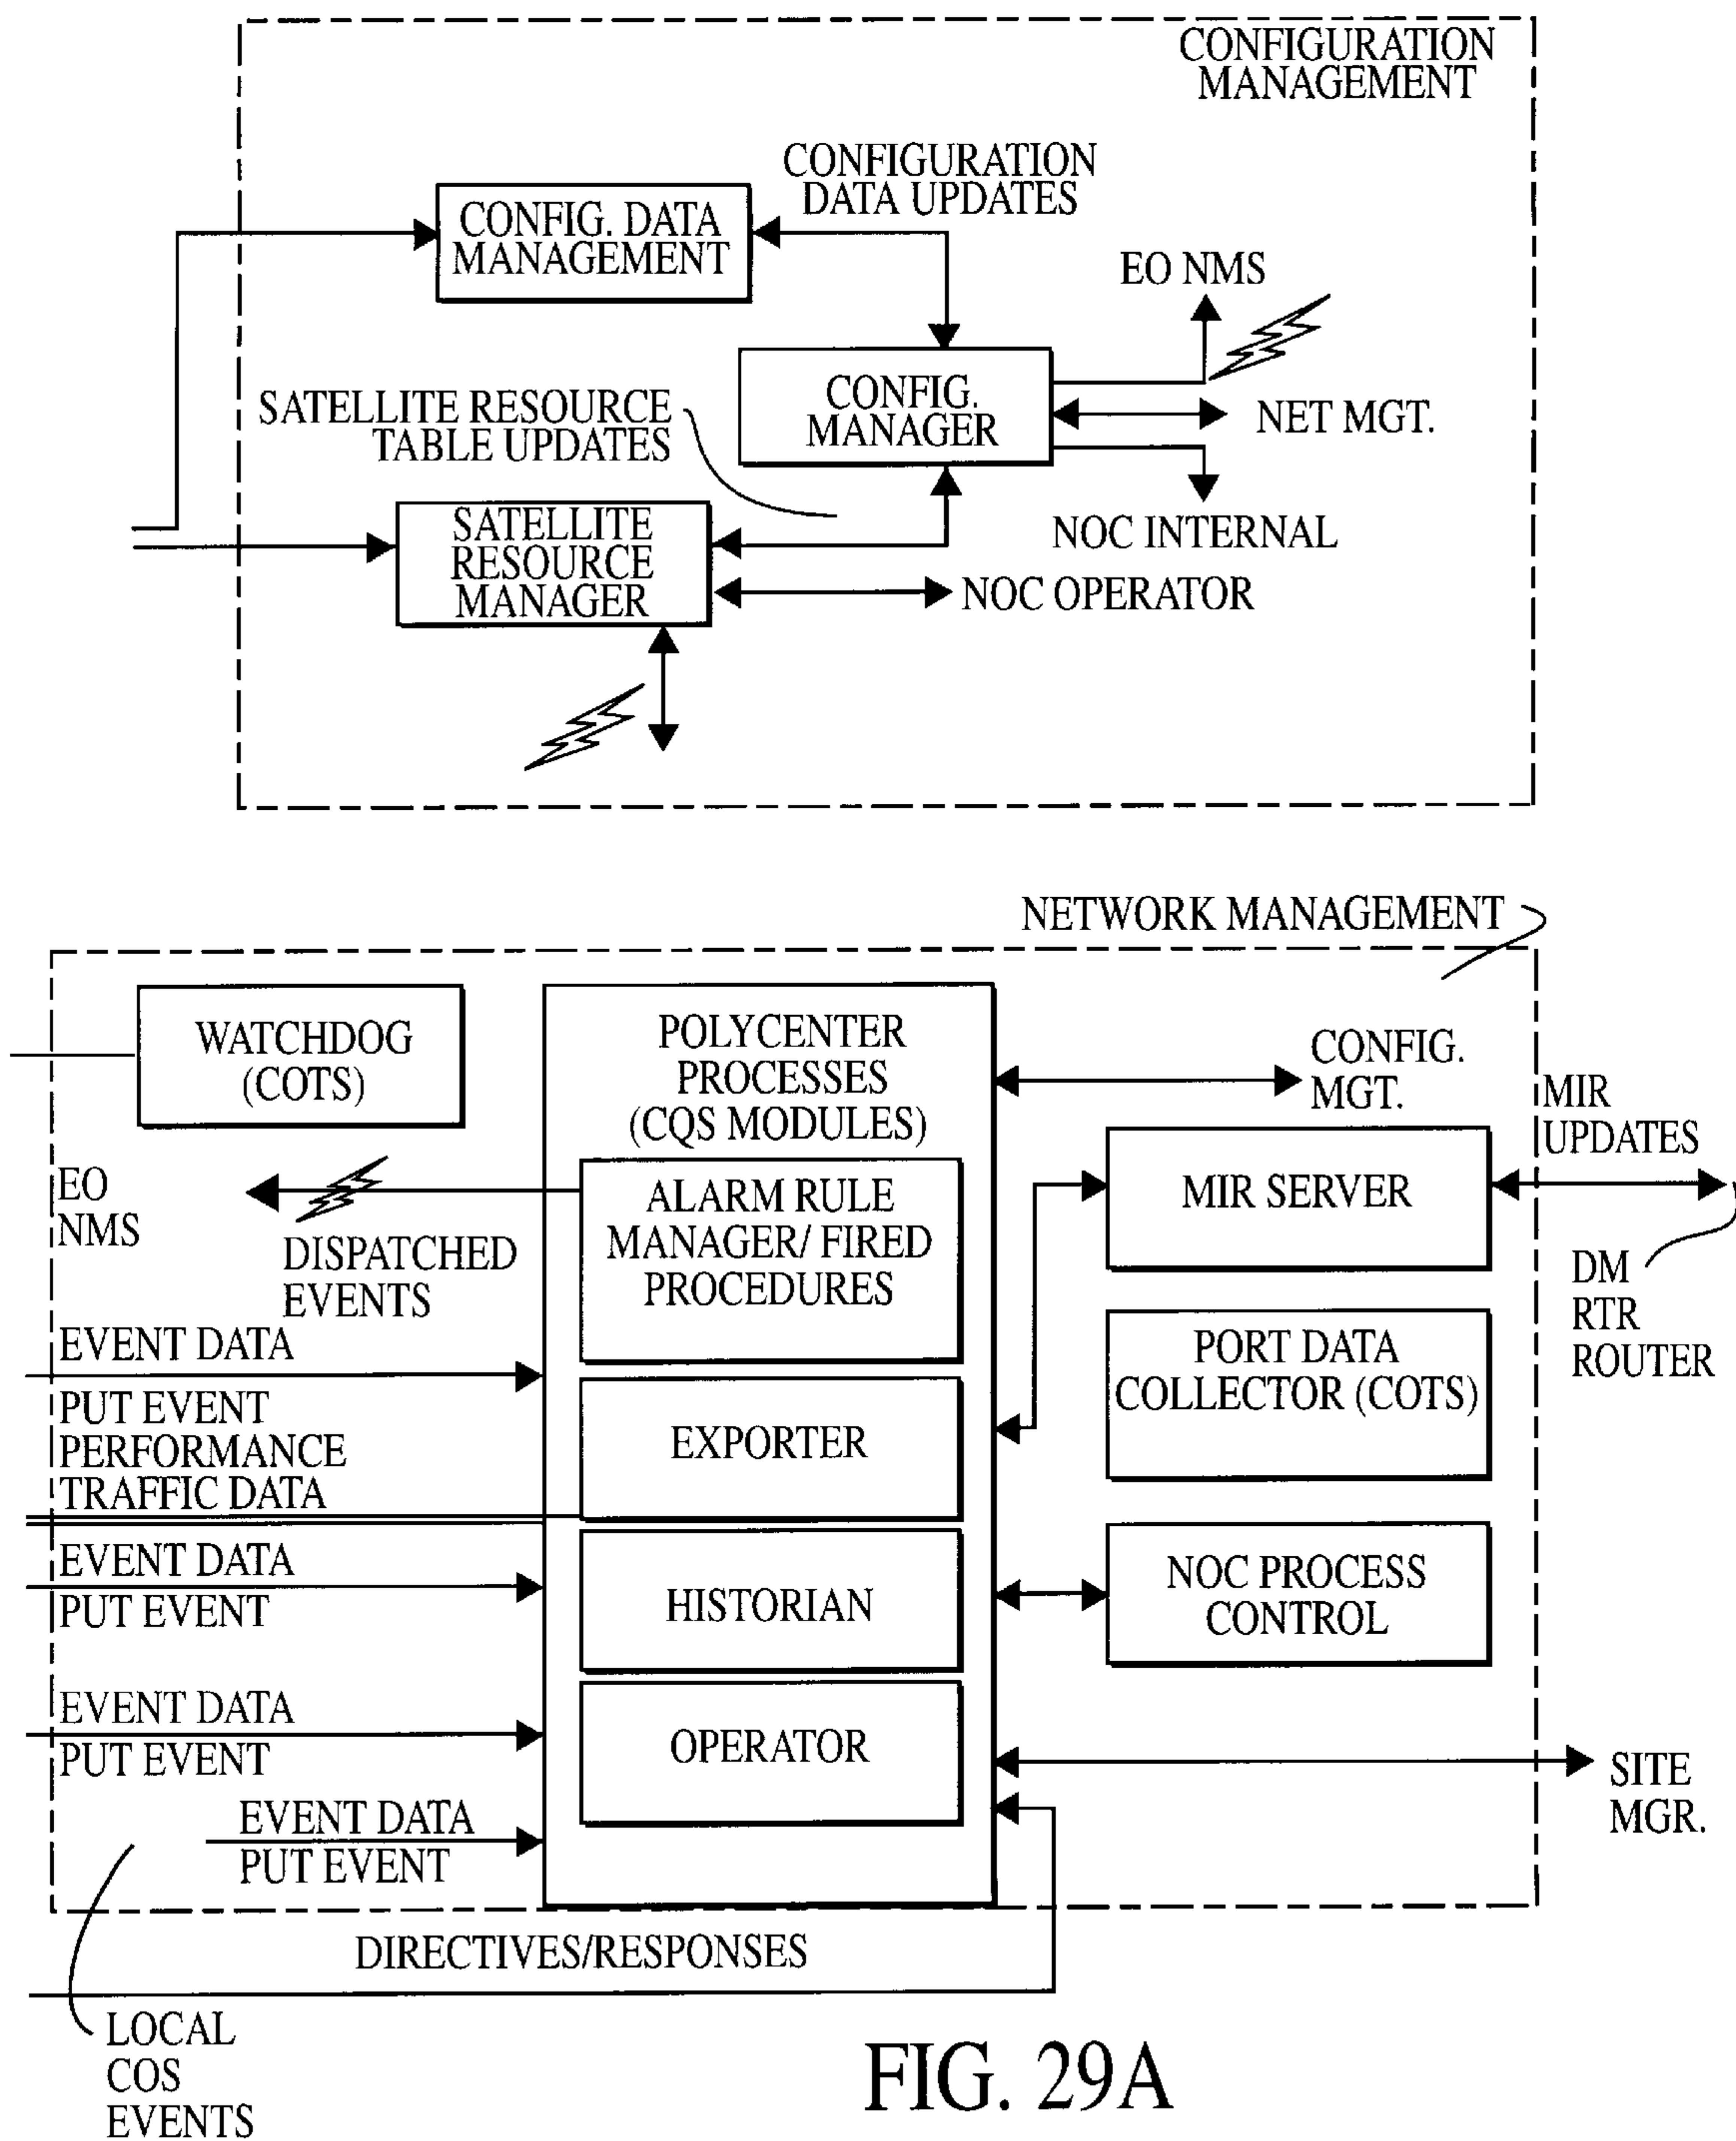 CONFIGURATION
MANAGEMENT
CONFIGURATION
DATA UPDATES
CONFIG. DATA
MANAGEMENT
EO NMS
CONFIG.
MANAGER
SATELLITE RESOURCE
TABLE UPDATES
NET MGT.
SATELLITE
RESOURCE
MANAGER
NOC INTERNAL
NOC OPERATOR
NETWORK MANAGEMENT
WATCHDOG
(COTS)
POLYCENTER
PROCESSES
(CQS MODULES)
CONFIG.
MGT.
MIR
UPDATES
EO
NMS
DISPATCHED
EVENTS
ALARM RULE
MANAGER/ FIRED
PROCEDURES
MIR SERVER
DM
RTR
ROUTER
EVENT DATA
PUT EVENT
PERFORMANCE
TRAFFIC DATA
EXPORTER
PORT DATA
COLLECTOR (COTS)
EVENT DATA
PUT EVENT
HISTORIAN
NOC PROCESS
CONTROL
EVENT DATA
PUT EVENT
OPERATOR
SITE
MGR.
EVENT DATA
PUT EVENT
DIRECTIVES/RESPONSES
LOCAL
COS
EVENTS
FIG. 29A